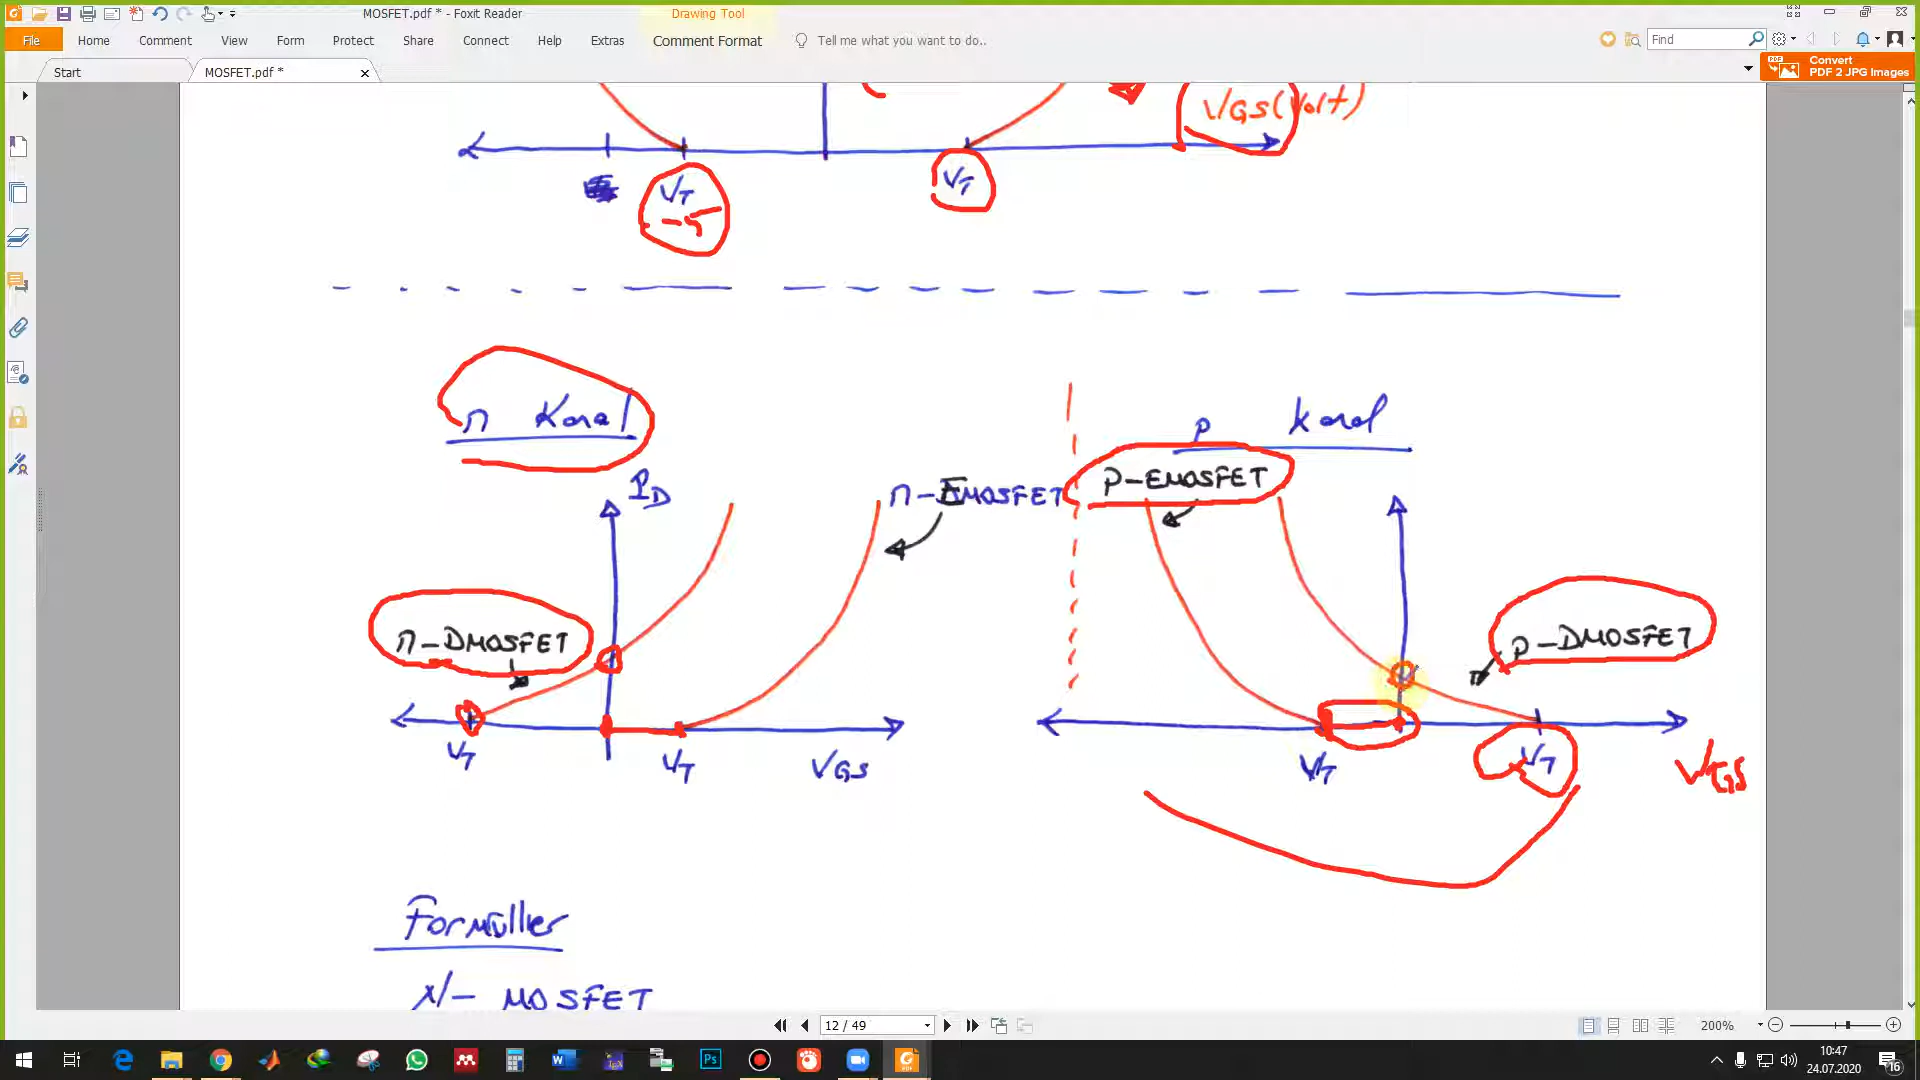 MOSFET.pdf * - Foxit Reader
Drawing Tool
File Home Comment View Form Protect Share Connect Help Extras Comment Format Tell me what you want to do.. Find
Start MOSFET.pdf * Convert
PDF 2 JPG Images
VGS(Volt)
VT VT
-5
n Kanal
p kanal
ID
n-EMOSFET
P-EMOSFET
n-DMOSFET
p-DMOSFET
VT VT VGS VT VT VGS
Formüller
MOSFET
12 / 49
200%
10:47
24.07.2020
16